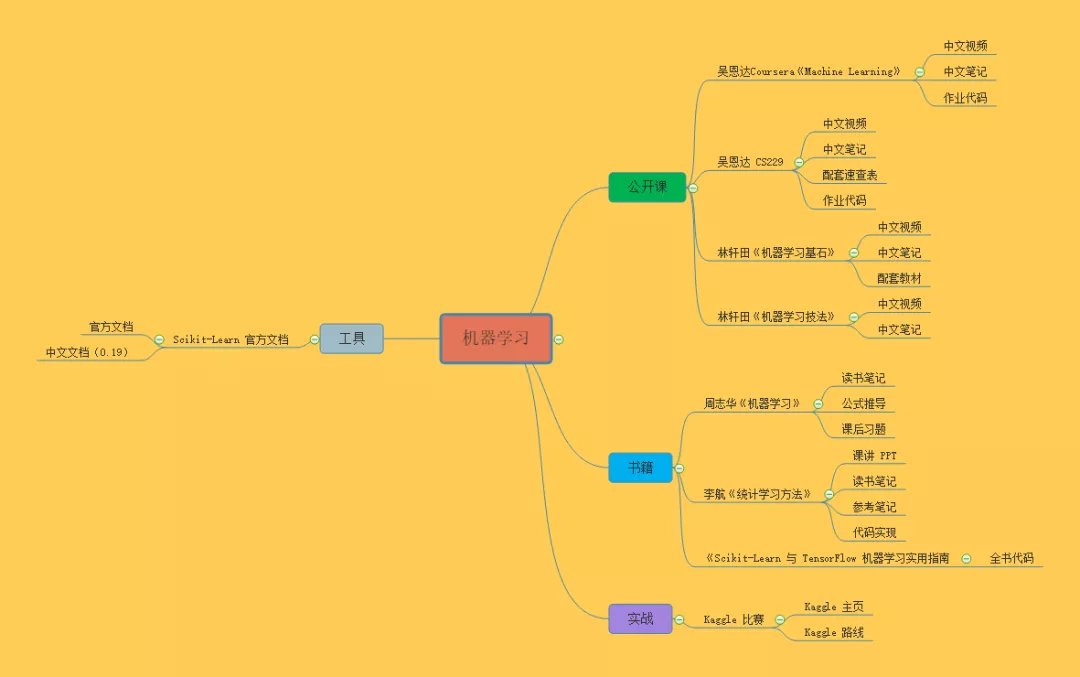 机器学习
公开课
吴恩达Coursera《Machine Learning》
中文视频
中文笔记
作业代码
吴恩达 CS229
中文视频
中文笔记
配套速查表
作业代码
林轩田《机器学习基石》
中文视频
中文笔记
配套教材
林轩田《机器学习技法》
中文视频
中文笔记
书籍
周志华《机器学习》
读书笔记
公式推导
课后习题
李航《统计学习方法》
课讲 PPT
读书笔记
参考笔记
代码实现
《Scikit-Learn 与 TensorFlow 机器学习实用指南
全书代码
实战
Kaggle 比赛
Kaggle 主页
Kaggle 路线
工具
Scikit-Learn 官方文档
官方文档
中文文档（0.19）